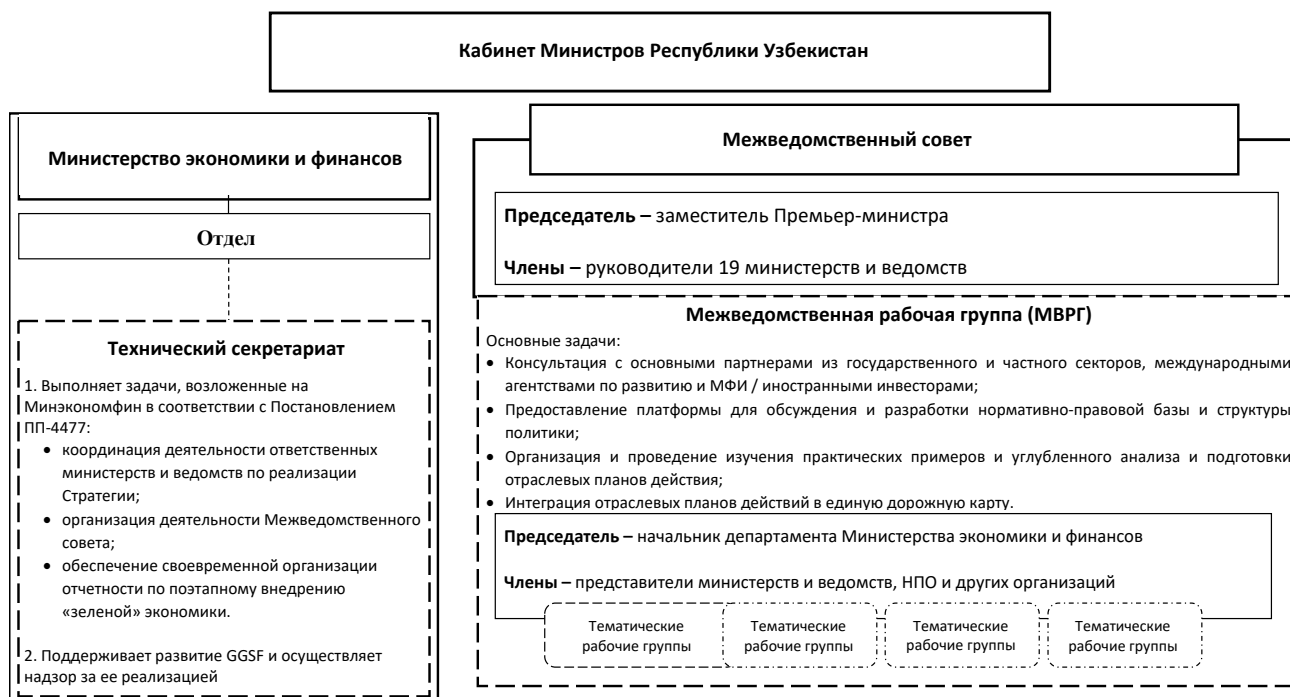 Кабинет Министров Республики Узбекистан
Министерство экономики и финансов
Отдел
Технический секретариат
1. Выполняет задачи, возложенные на
Минэкономфин в соответствии с Постановлением
ПП-4477:
• координация деятельности ответственных
министерств и ведомств по реализации
Стратегии;
• организация деятельности Межведомственного
совета;
• обеспечение своевременной организации
отчетности по поэтапному внедрению
«зеленой» экономики.
2. Поддерживает развитие GGSF и осуществляет
надзор за ее реализацией
Межведомственный совет
Председатель – заместитель Премьер-министра
Члены – руководители 19 министерств и ведомств
Межведомственная рабочая группа (МВРГ)
Основные задачи:
• Консультация с основными партнерами из государственного и частного секторов, международными
агентствами по развитию и МФИ / иностранными инвесторами;
• Предоставление платформы для обсуждения и разработки нормативно-правовой базы и структуры
политики;
• Организация и проведение изучения практических примеров и углубленного анализа и подготовки
отраслевых планов действия;
• Интеграция отраслевых планов действий в единую дорожную карту.
Председатель – начальник департамента Министерства экономики и финансов
Члены – представители министерств и ведомств, НПО и других организаций
Тематические
рабочие группы
Тематические
рабочие группы
Тематические
рабочие группы
Тематические
рабочие группы